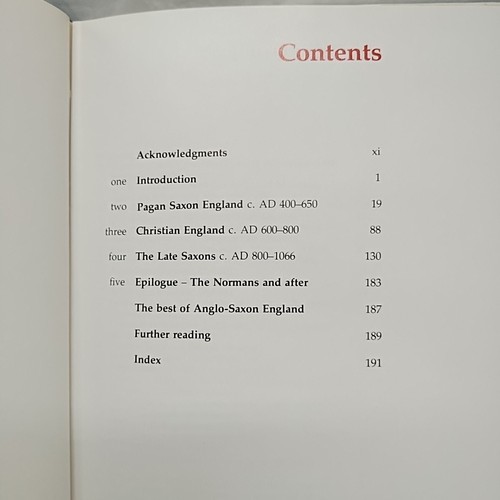 Contents
Acknowledgments xi
one Introduction 1
two Pagan Saxon England c. AD 400–650 19
three Christian England c. AD 600–800 88
four The Late Saxons c. AD 800–1066 130
five Epilogue – The Normans and after 183
The best of Anglo-Saxon England 187
Further reading 189
Index 191